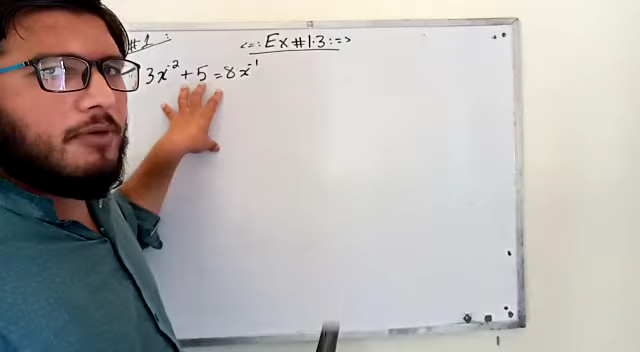 #1
<=: Ex #1.3 :=>
3x⁻² + 5 = 8x⁻¹